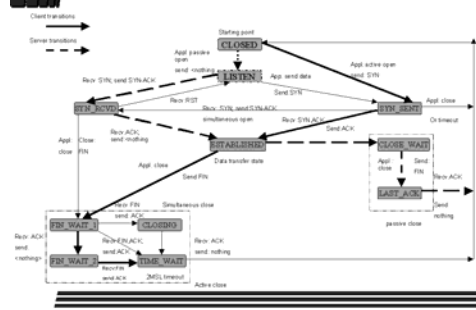 Client transitions
Server transitions
Starting point
CLOSED
Appl. passive
open
send <nothing>
Appl. active open
send SYN
LISTEN
Recv SYN, send SYN-ACK
App. send data
Send SYN
Recv RST
SYN_RCVD
SYN_SENT
Recv SYN, send SYN-ACK
simultaneous open
Appl. close
Or timeout
Recv ACK,
send <nothing>
Recv SYN, ACK
Send ACK
Appl. Close
close FIN
ESTABLISHED
Data transfer state
CLOSE_WAIT
Appl. close
Send FIN
Appl. Send
close FIN
LAST_ACK
Recv ACK
Send
nothing
passive close
Recv FIN
send ACK
Simultaneous close
FIN_WAIT_1
CLOSING
Recv ACK
send
<nothing>
Recv FIN,ACK,
send ACK
Recv ACK
send nothing
FIN_WAIT_2
TIME_WAIT
Recv FIN
send ACK
2MSL timeout
Active close